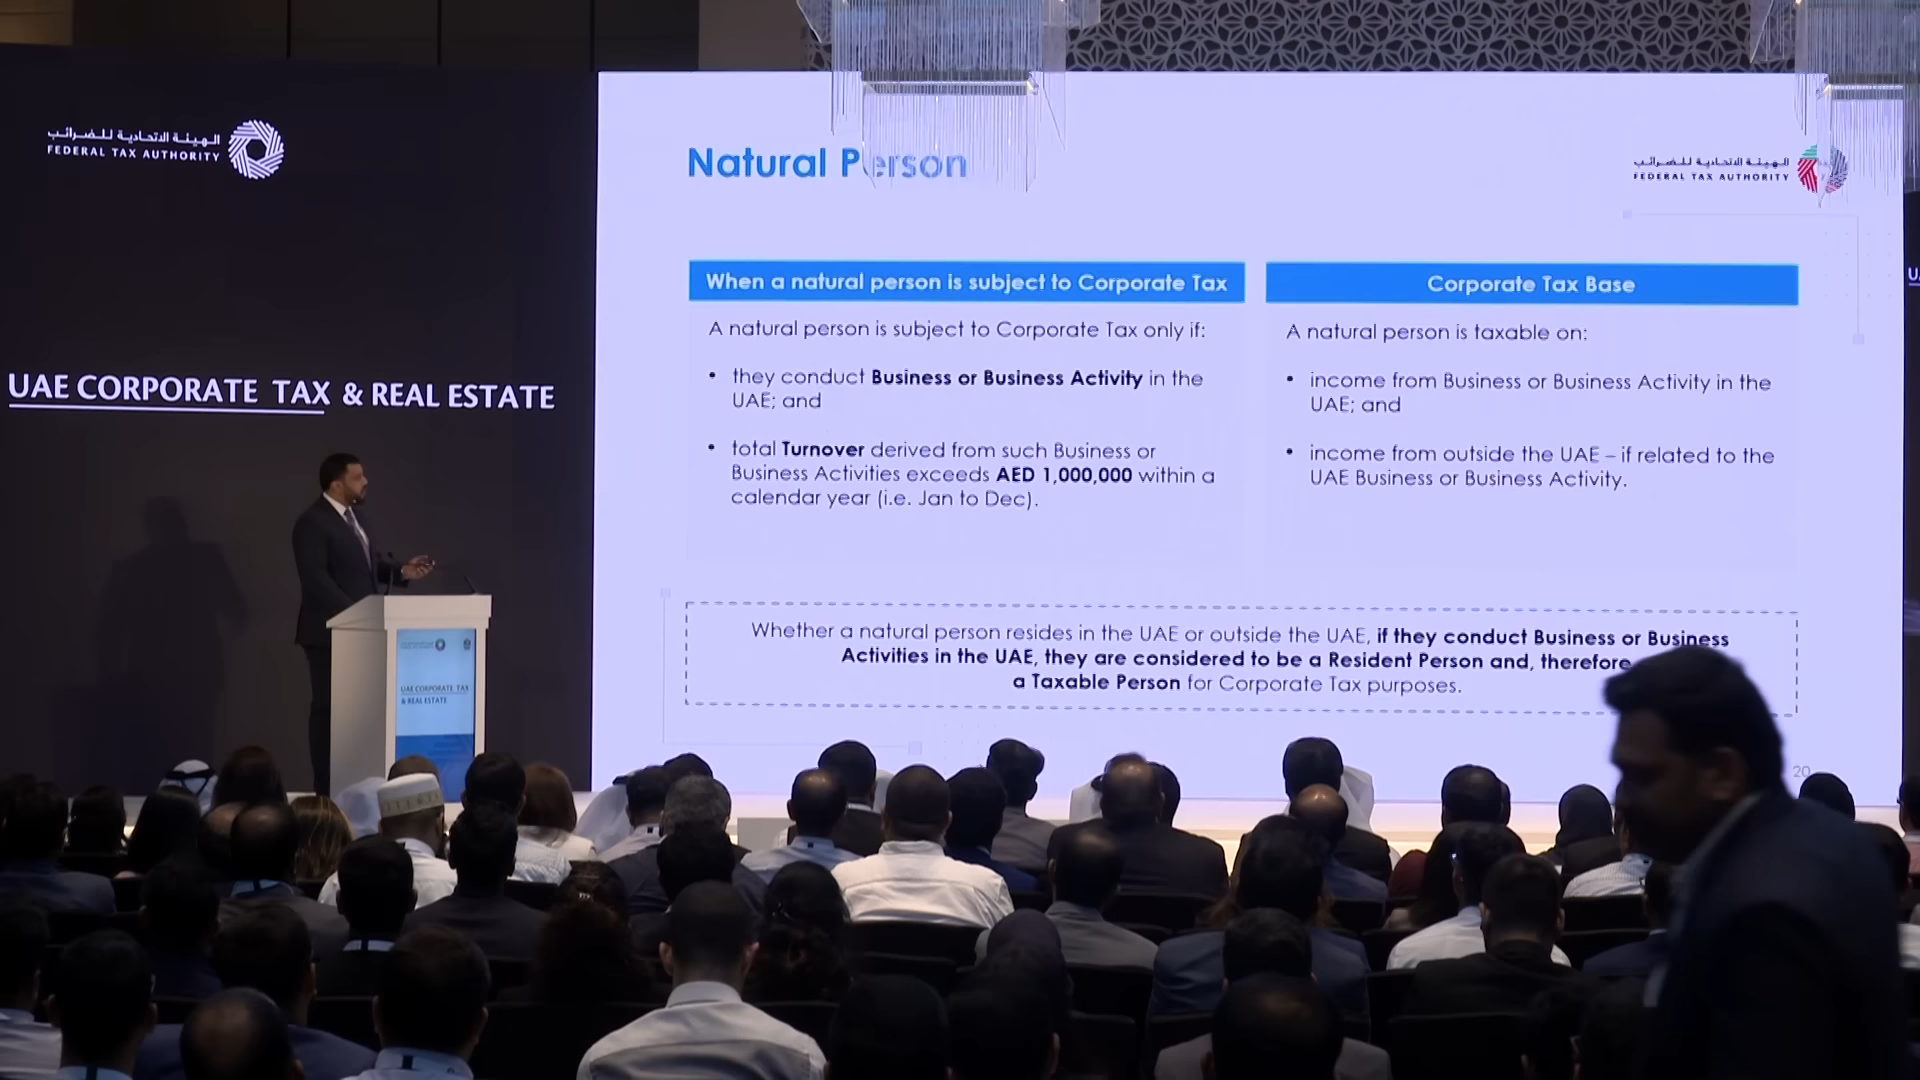 الهيئة الاتحادية للضرائب
FEDERAL TAX AUTHORITY
UAE CORPORATE TAX & REAL ESTATE
Natural Person
الهيئة الاتحادية للضرائب
FEDERAL TAX AUTHORITY
When a natural person is subject to Corporate Tax
A natural person is subject to Corporate Tax only if:
• they conduct Business or Business Activity in the
UAE; and
• total Turnover derived from such Business or
Business Activities exceeds AED 1,000,000 within a
calendar year (i.e. Jan to Dec).
Corporate Tax Base
A natural person is taxable on:
• income from Business or Business Activity in the
UAE; and
• income from outside the UAE – if related to the
UAE Business or Business Activity.
Whether a natural person resides in the UAE or outside the UAE, if they conduct Business or Business
Activities in the UAE, they are considered to be a Resident Person and, therefore
a Taxable Person for Corporate Tax purposes.
20
UAE CORPORATE TAX
& REAL ESTATE